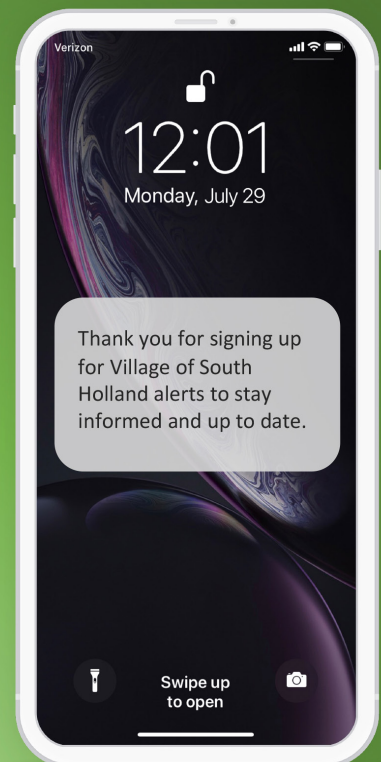 Verizon
12:01
Monday, July 29
Thank you for signing up
for Village of South
Holland alerts to stay
informed and up to date.
Swipe up
to open